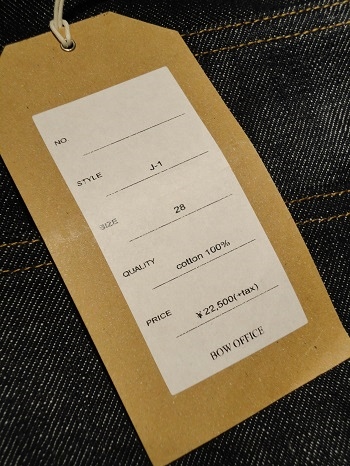 NO
STYLE J-1
SIZE 28
QUALITY cotton 100%
PRICE ¥22,500(+tax)
BOW OFFICE